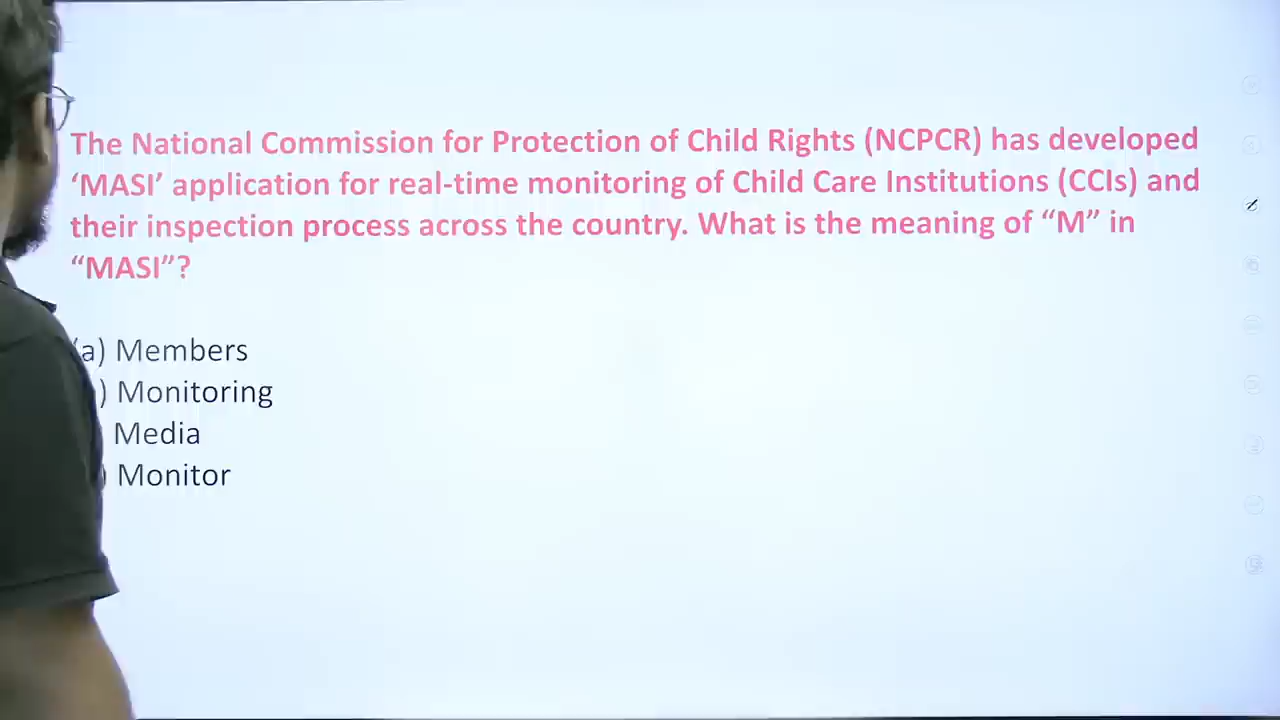 The National Commission for Protection of Child Rights (NCPCR) has developed
‘MASI’ application for real-time monitoring of Child Care Institutions (CCIs) and
their inspection process across the country. What is the meaning of “M” in
“MASI”?
(a) Members
) Monitoring
Media
) Monitor